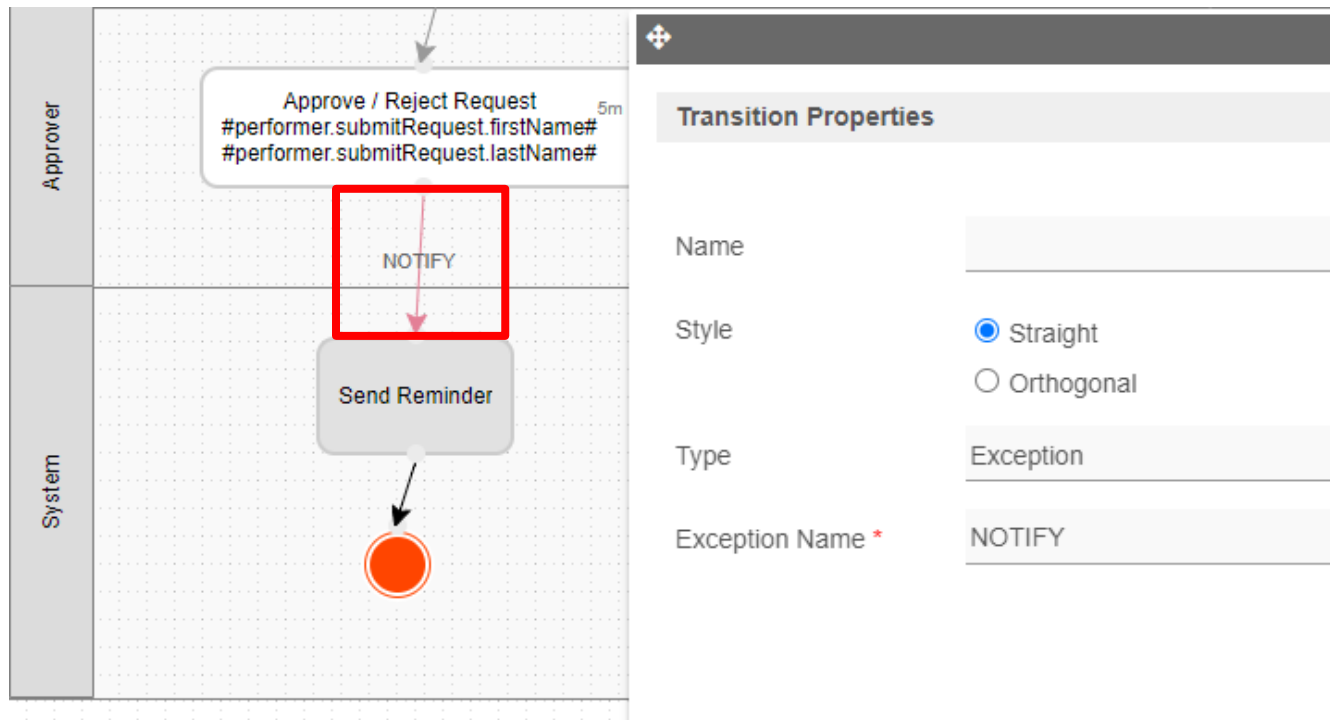 Approver
Approve / Reject Request
5m
#performer.submitRequest.firstName#
#performer.submitRequest.lastName#
NOTIFY
System
Send Reminder
Transition Properties
Name
Style
Straight
Orthogonal
Type
Exception
Exception Name *
NOTIFY